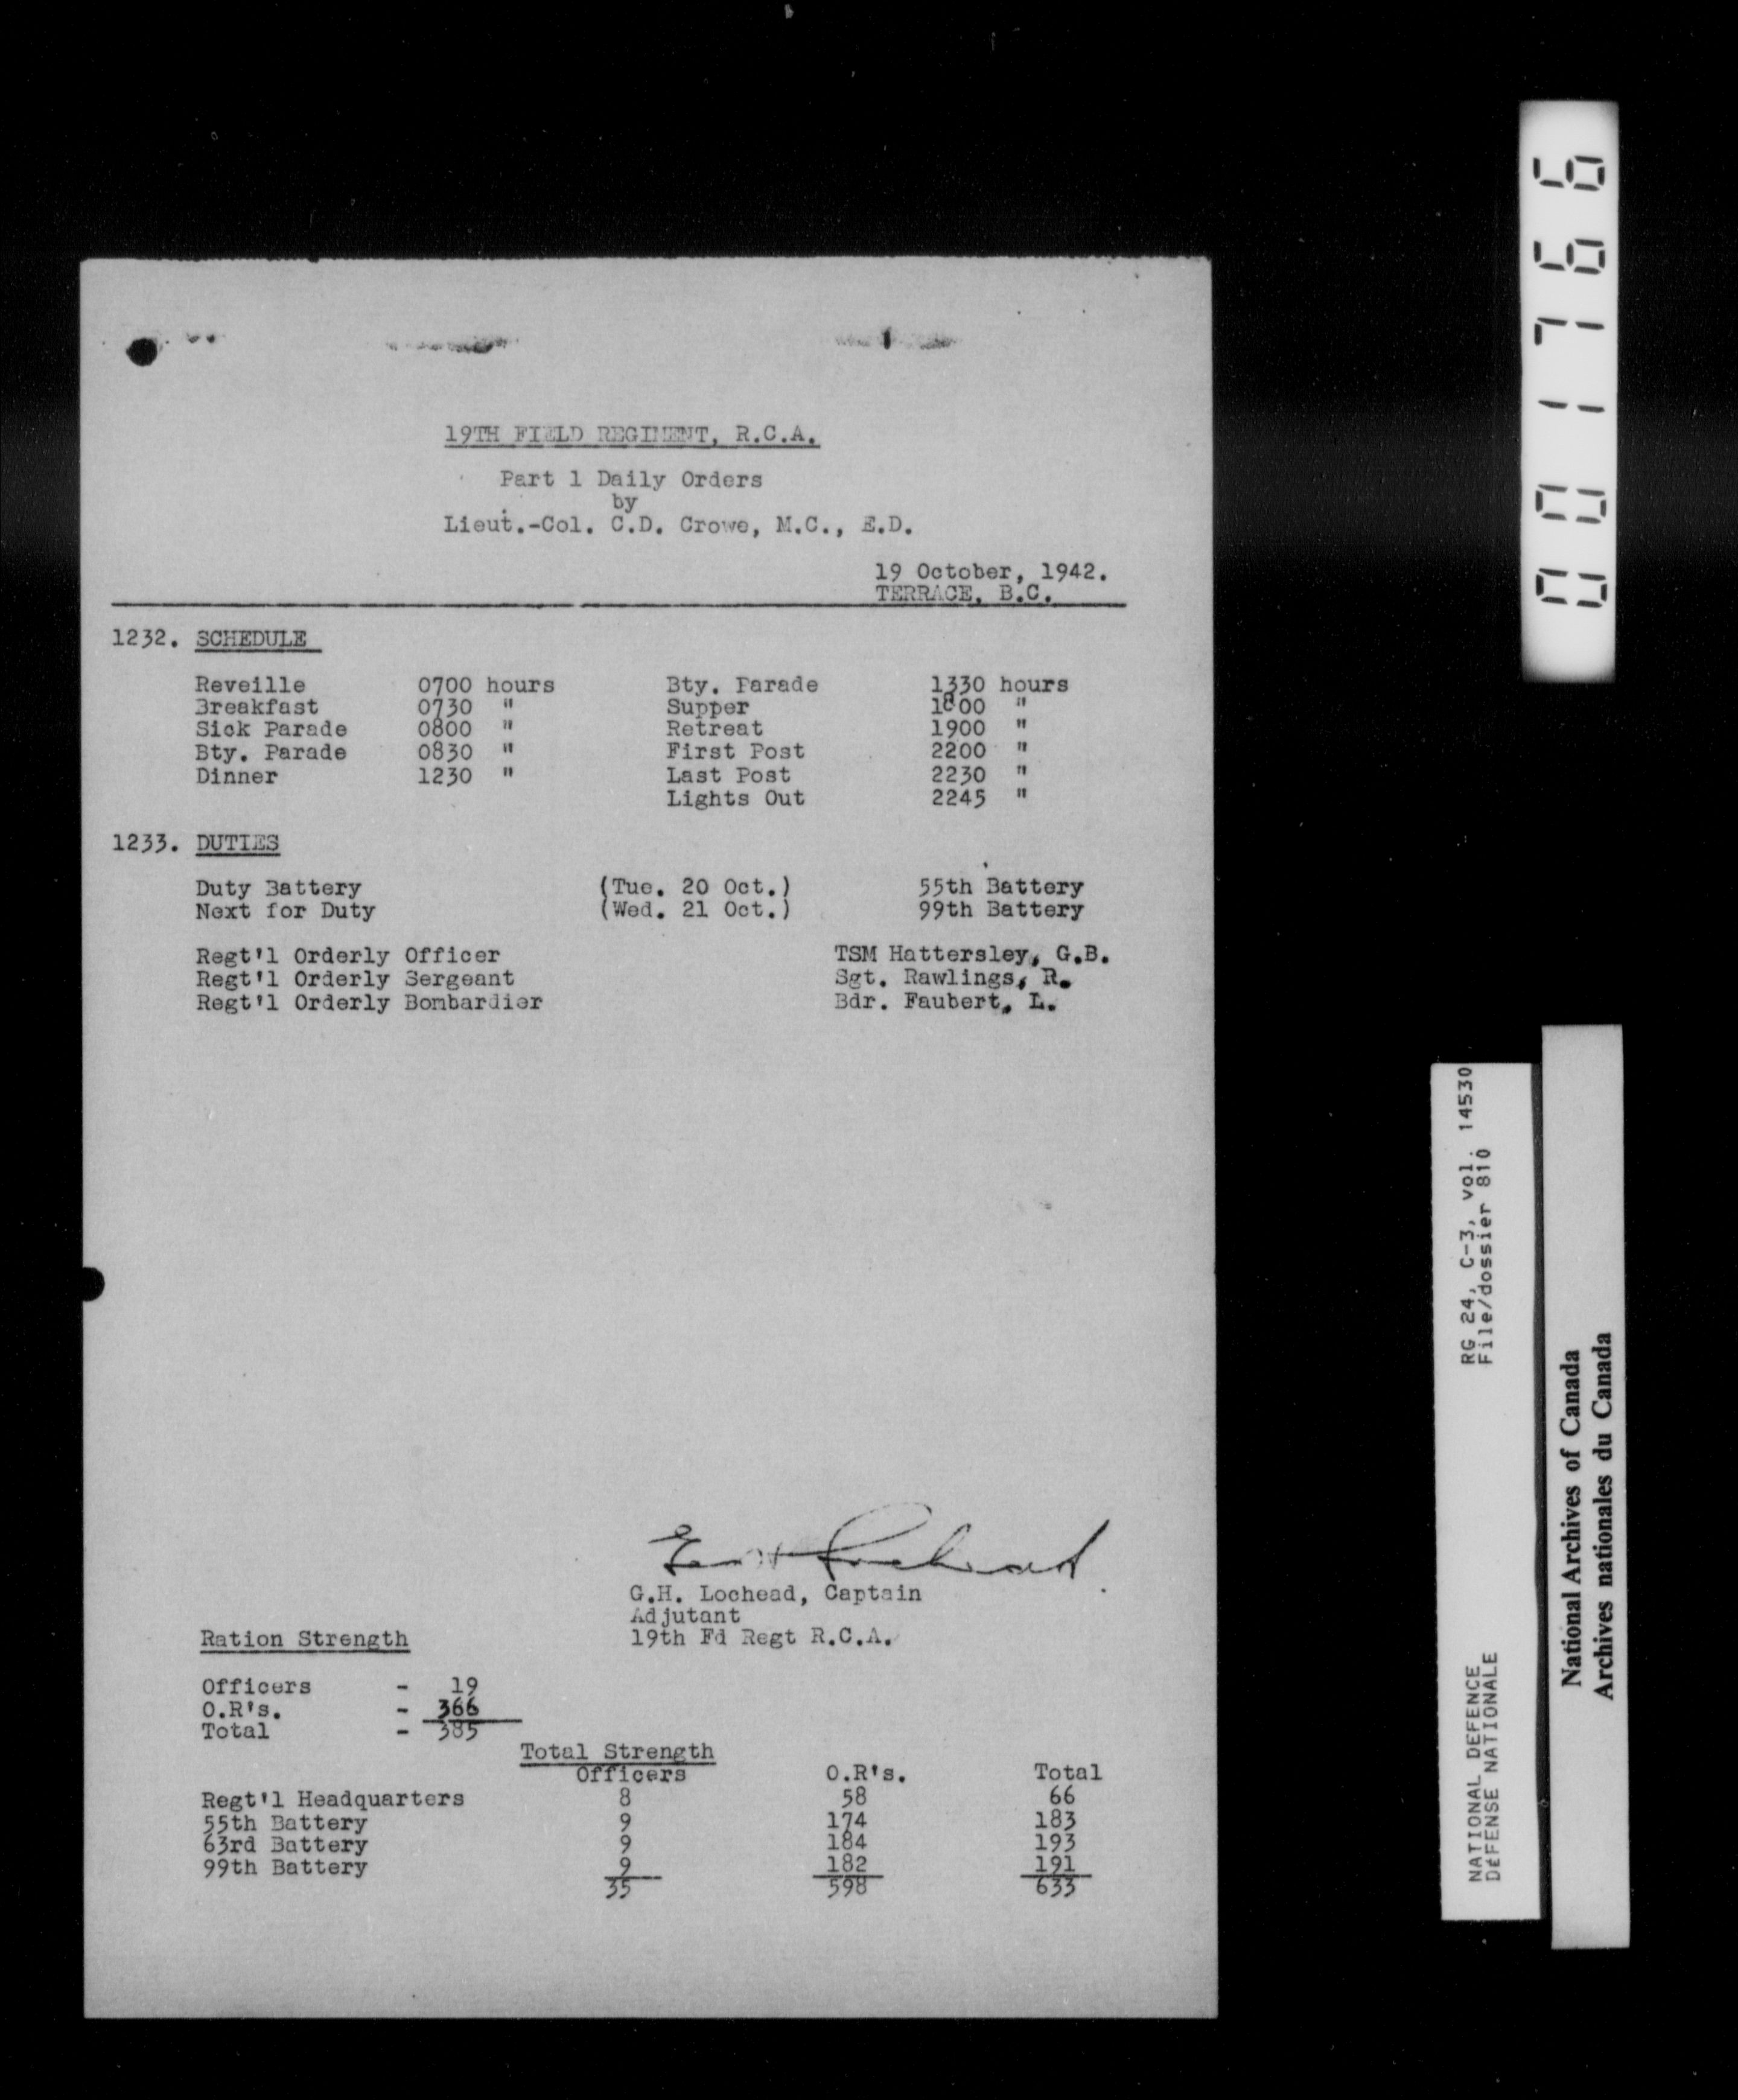 19TH FIELD REGIMENT, R.C.A.
Part 1 Daily Orders
by
Lieut.-Col. C.D. Crowe, M.C., E.D.
19 October, 1942.
TERRACE, B.C.
1232. SCHEDULE
Reveille 0700 hours Bty. Parade 1330 hours
Breakfast 0730 " Supper 1800 "
Sick Parade 0800 " Retreat 1900 "
Bty. Parade 0830 " First Post 2200 "
Dinner 1230 " Last Post 2230 "
Lights Out 2245 "
1233. DUTIES
Duty Battery (Tue. 20 Oct.) 55th Battery
Next for Duty (Wed. 21 Oct.) 99th Battery
Regt'l Orderly Officer TSM Hattersley, G.B.
Regt'l Orderly Sergeant Sgt. Rawlings, R.
Regt'l Orderly Bombardier Bdr. Faubert, L.
G.H. Lochead, Captain
Adjutant
19th Fd Regt R.C.A.
Ration Strength
Officers - 19
O.R's. - 366
Total - 385
Total Strength
Officers O.R's. Total
Regt'l Headquarters 8 58 66
55th Battery 9 174 183
63rd Battery 9 184 193
99th Battery 9 182 191
35 598 633
001766
NATIONAL DEFENCE RG 24, C-3, vol. 14530
DÉFENSE NATIONALE File/dossier 810
National Archives of Canada
Archives nationales du Canada